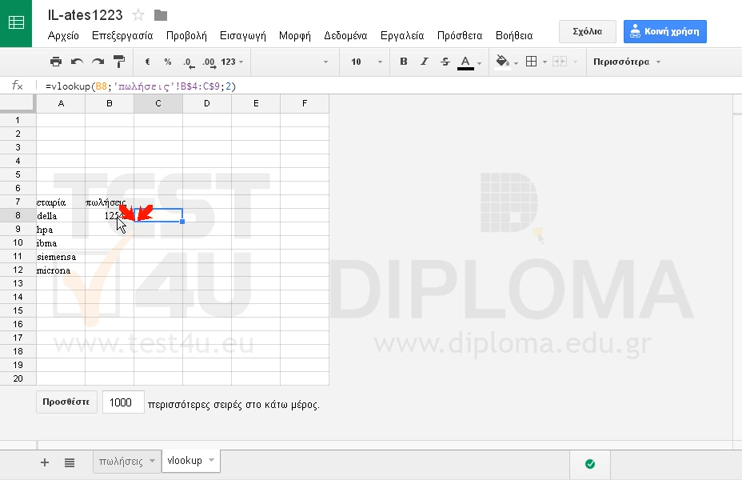 IL-ates1223
Αρχείο Επεξεργασία Προβολή Εισαγωγή Μορφή Δεδομένα Εργαλεία Πρόσθετα Βοήθεια
Σχόλια
Κοινή χρήση
€ % .0 .00 123 10 B I S A Περισσότερα
fx =vlookup(B8;'πωλήσεις'!B$4:C$9;2)
A B C D E F
1
2
3
4
5
6
7 εταιρία πωλήσεις
8 della
9 hpa
10 ibma
11 siemensa
12 microna
13
14
15
16
17
18
19
20
TEST
4U
www.test4u.eu
DIPLOMA
www.diploma.edu.gr
Προσθέστε 1000 περισσότερες σειρές στο κάτω μέρος.
πωλήσεις vlookup